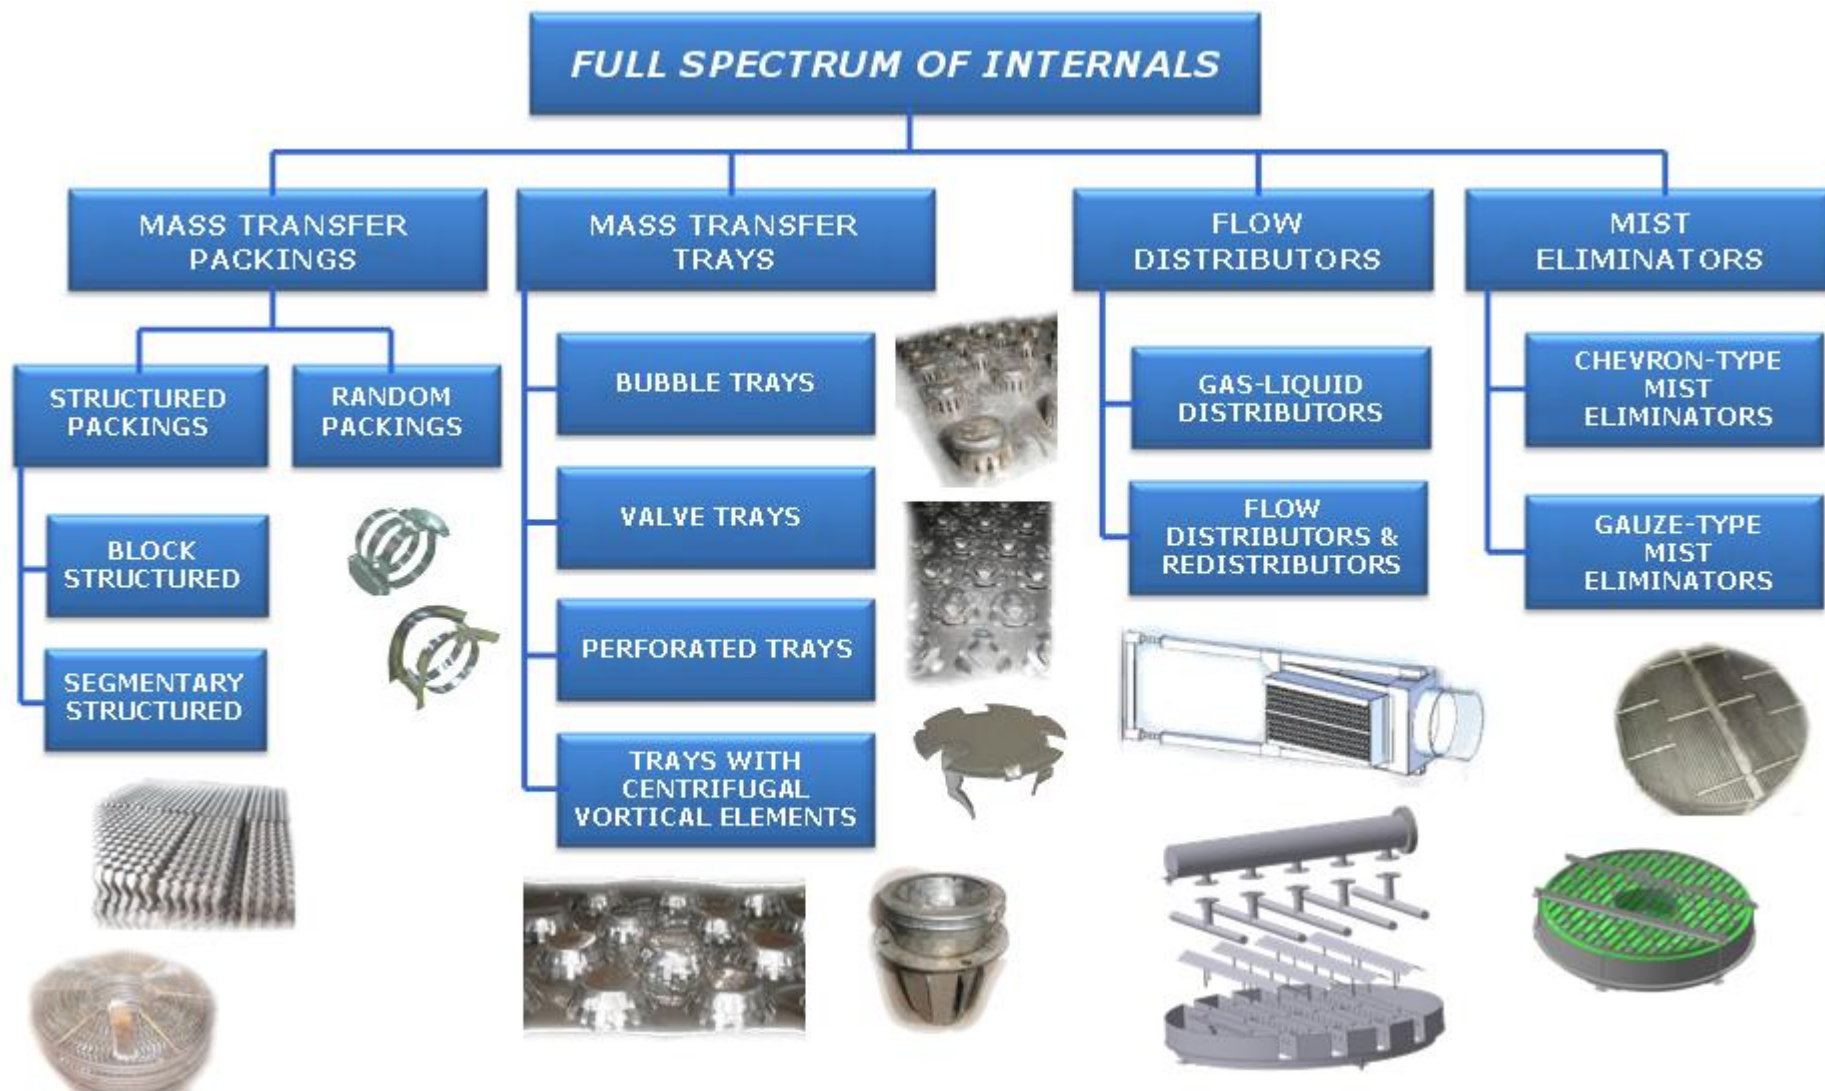 FULL SPECTRUM OF INTERNALS
MASS TRANSFER
PACKINGS
STRUCTURED
PACKINGS
RANDOM
PACKINGS
BLOCK
STRUCTURED
SEGMENTARY
STRUCTURED
MASS TRANSFER
TRAYS
BUBBLE TRAYS
VALVE TRAYS
PERFORATED TRAYS
TRAYS WITH
CENTRIFUGAL
VORTICAL ELEMENTS
FLOW
DISTRIBUTORS
GAS-LIQUID
DISTRIBUTORS
FLOW
DISTRIBUTORS &
REDISTRIBUTORS
MIST
ELIMINATORS
CHEVRON-TYPE
MIST
ELIMINATORS
GAUZE-TYPE
MIST
ELIMINATORS